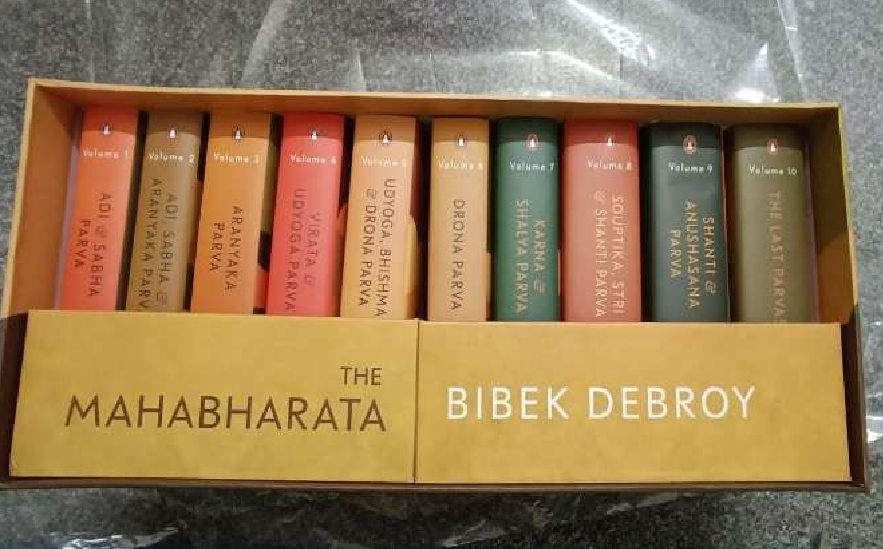 Volume 1
ADI & SABHA
PARVA
Volume 2
ADI, SABHA &
ARANYAKA PARV
Volume 3
ARANYAKA
PARVA
Volume 4
VIRATA &
UDYOGA PARVA
Volume 5
UDYOGA, BHISHMA
& DRONA PARVA
Volume 6
DRONA PARVA
Volume 7
KARNA &
SHALYA PARVA
Volume 8
SOUPTIKA, STRI
& SHANTI PARVA
Volume 9
SHANTI &
ANUSHASANA
PARVA
Volume 10
THE LAST PARVAS
THE
MAHABHARATA
BIBEK DEBROY